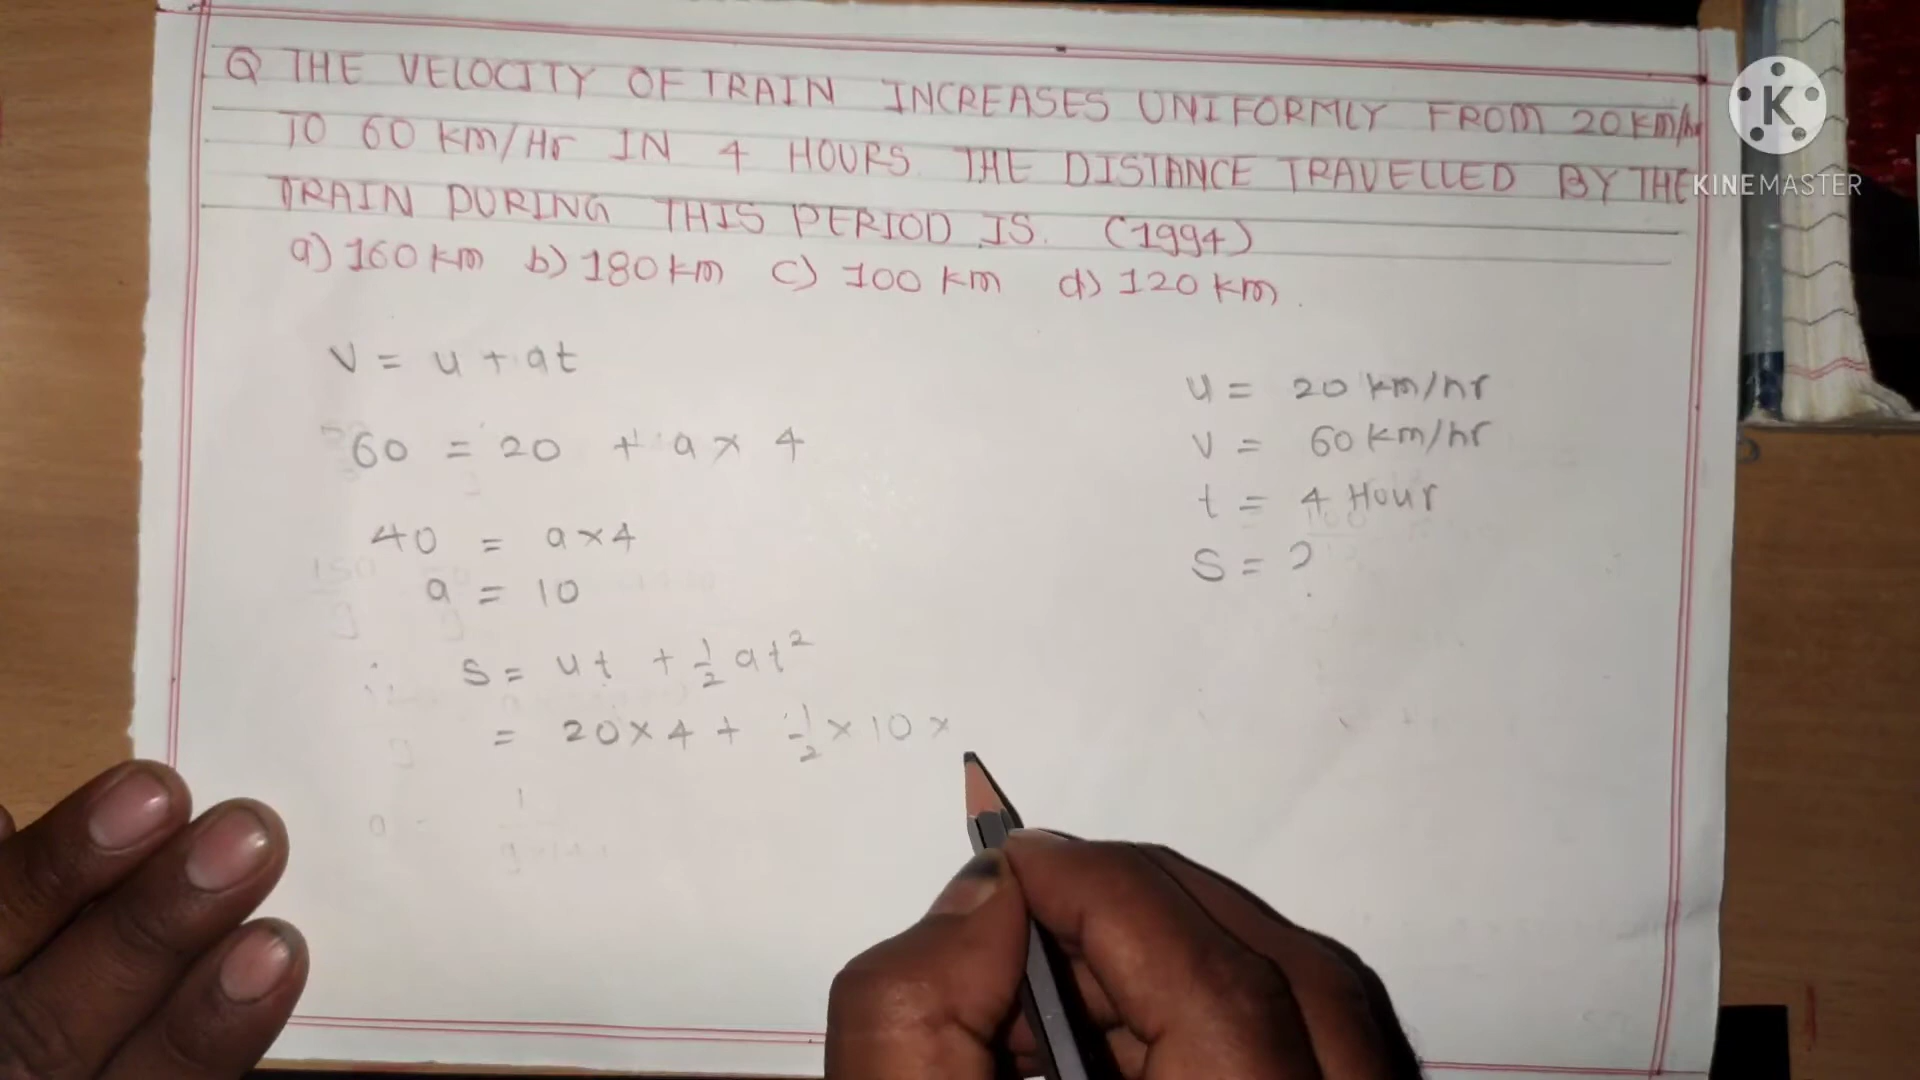 Q THE VELOCITY OF TRAIN INCREASES UNIFORMLY FROM 20 KM/hr
TO 60 KM/Hr IN 4 HOURS. THE DISTANCE TRAVELLED BY THE
TRAIN DURING THIS PERIOD IS. (1994)
a) 160 km b) 180 km c) 100 km d) 120 km.
K
KINEMASTER
V = u + at
60 = 20 + a × 4
40 = a×4
a = 10
∴ S = ut + 1/2 at²
= 20×4 + 1/2 × 10 ×
u = 20 km/hr
V = 60 km/hr
t = 4 Hour
S = ?